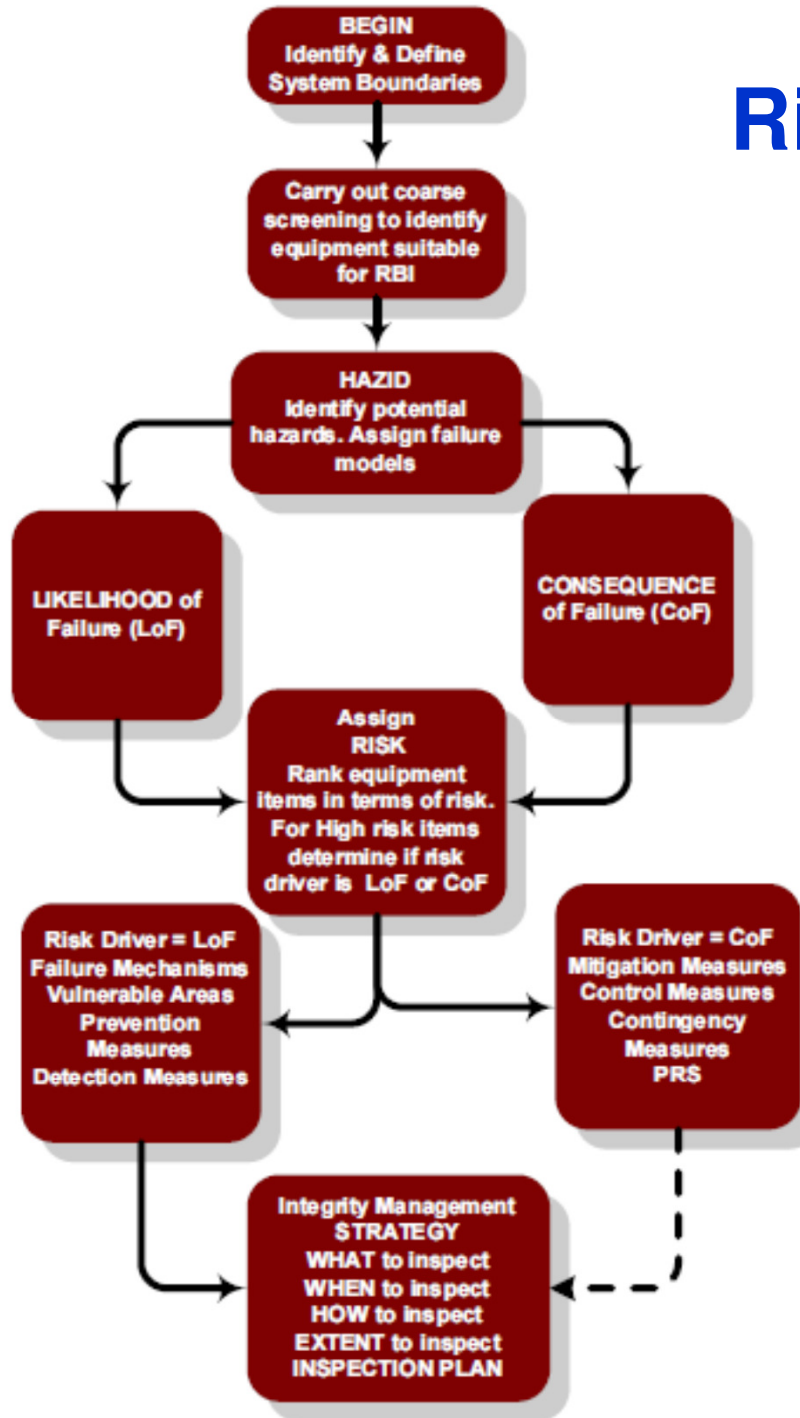 BEGIN
Identify & Define
System Boundaries
Ri
Carry out coarse
screening to identify
equipment suitable
for RBI
HAZID
Identify potential
hazards. Assign failure
models
LIKELIHOOD of
Failure (LoF)
CONSEQUENCE
of Failure (CoF)
Assign
RISK
Rank equipment
items in terms of risk.
For High risk items
determine if risk
driver is LoF or CoF
Risk Driver = LoF
Failure Mechanisms
Vulnerable Areas
Prevention
Measures
Detection Measures
Risk Driver = CoF
Mitigation Measures
Control Measures
Contingency
Measures
PRS
Integrity Management
STRATEGY
WHAT to inspect
WHEN to inspect
HOW to inspect
EXTENT to inspect
INSPECTION PLAN